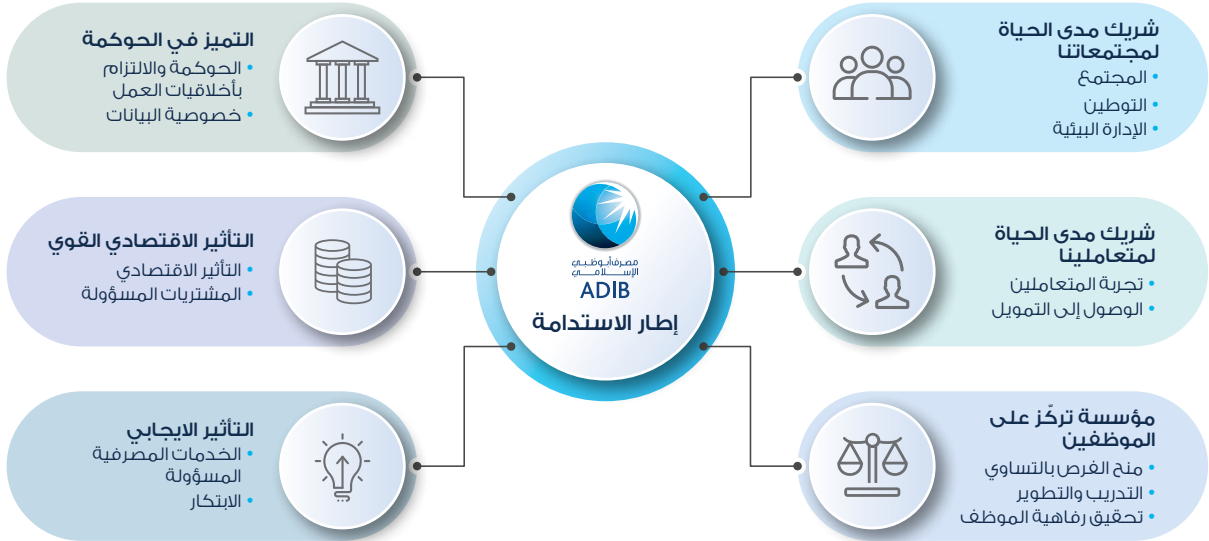 شريك مدى الحياة
لمجتمعاتنا
• المجتمع
• التوطين
• الإدارة البيئية
شريك مدى الحياة
لمتعاملينا
• تجربة المتعاملين
• الوصول إلى التمويل
مؤسسة تركّز على
الموظفين
• منح الفرص بالتساوي
• التدريب والتطوير
• تحقيق رفاهية الموظف
مصرف أبوظبي
الإسلامي
ADIB
إطار الاستدامة
التميز في الحوكمة
• الحوكمة والالتزام
بأخلاقيات العمل
• خصوصية البيانات
التأثير الاقتصادي القوي
• التأثير الاقتصادي
• المشتريات المسؤولة
التأثير الايجابي
• الخدمات المصرفية
المسؤولة
• الابتكار